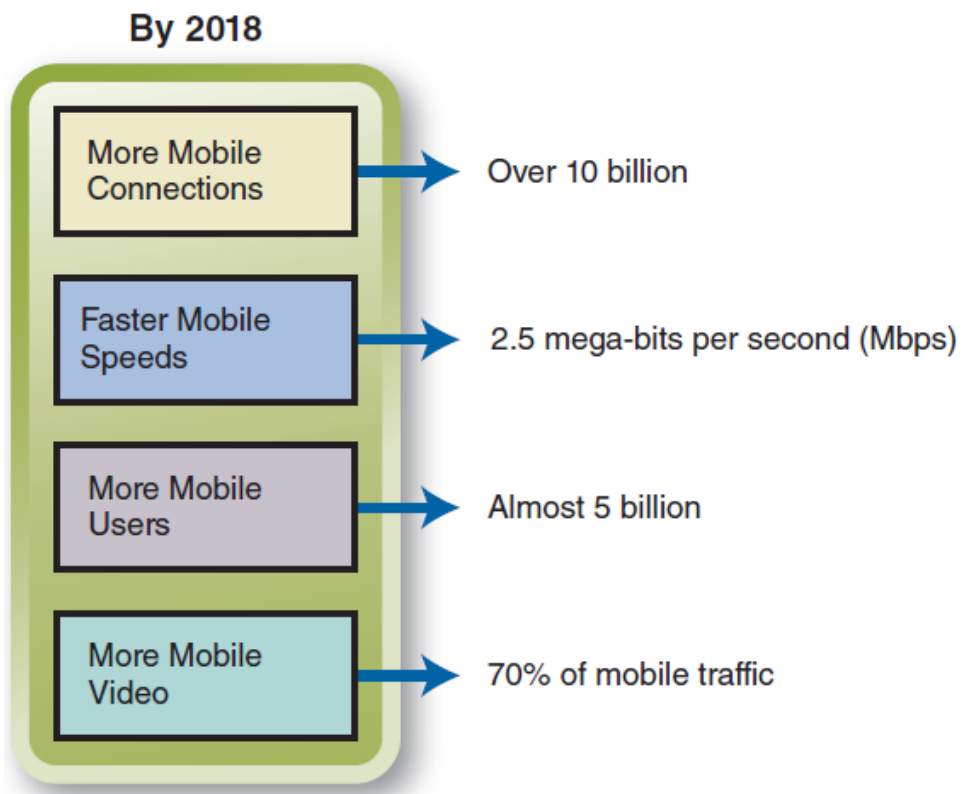 By 2018
More Mobile
Connections
Over 10 billion
Faster Mobile
Speeds
2.5 mega-bits per second (Mbps)
More Mobile
Users
Almost 5 billion
More Mobile
Video
70% of mobile traffic